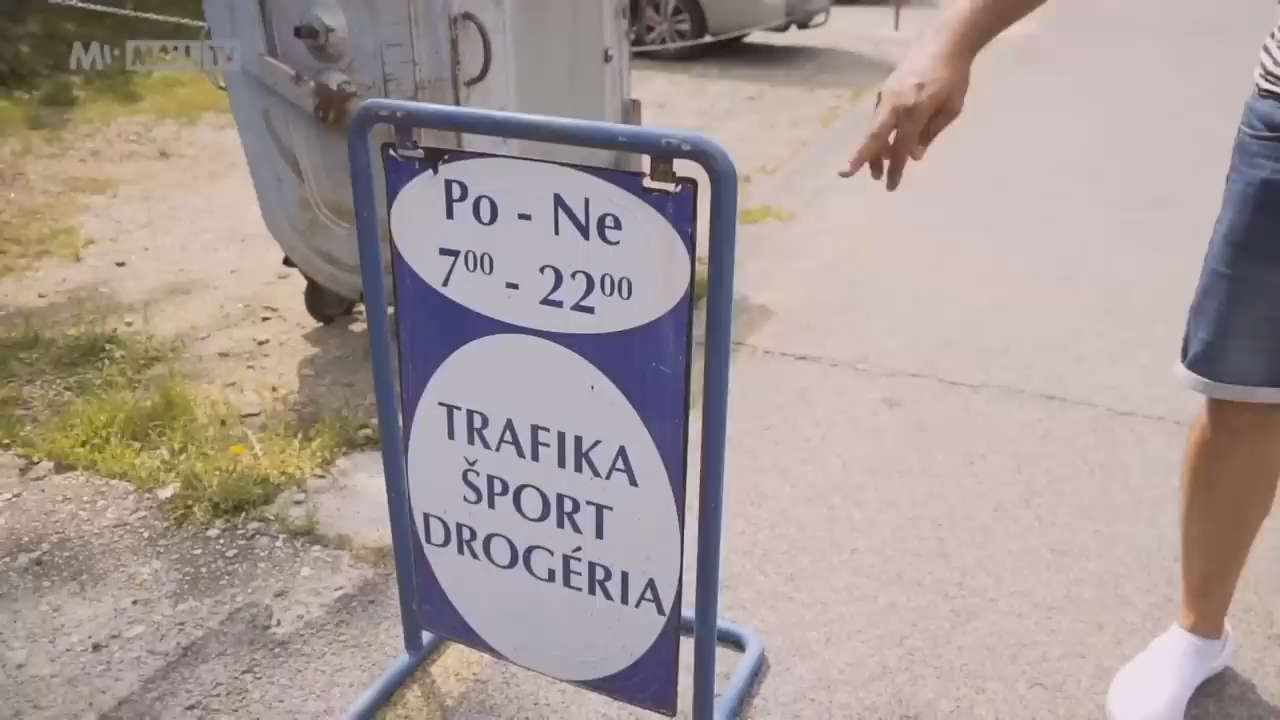 Po - Ne
7⁰⁰ - 22⁰⁰
TRAFIKA
ŠPORT
DROGÉRIA